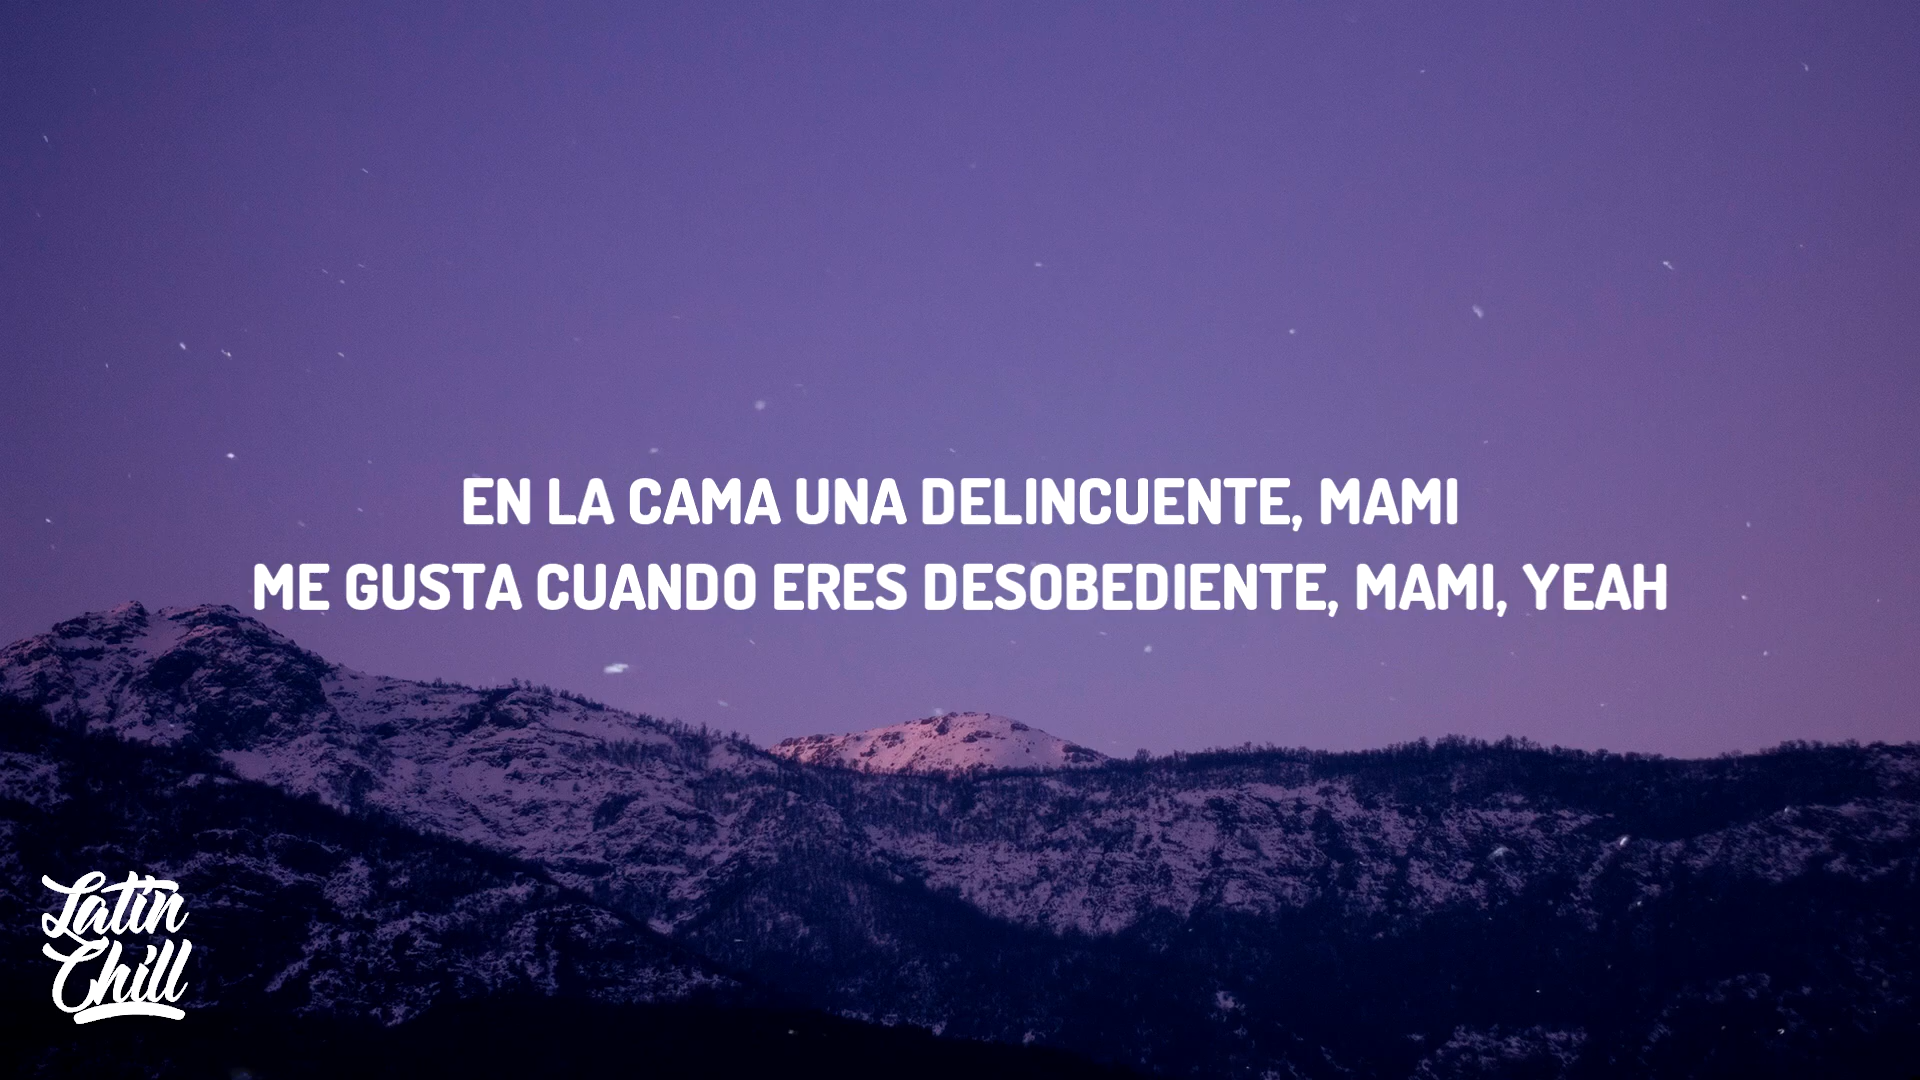 EN LA CAMA UNA DELINCUENTE, MAMI
ME GUSTA CUANDO ERES DESOBEDIENTE, MAMI, YEAH
Latin
Chill